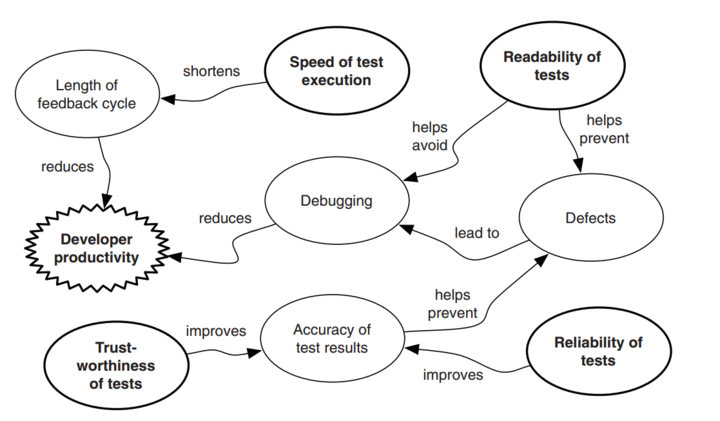 Speed of test
execution
Readability of
tests
shortens
Length of
feedback cycle
helps
avoid
helps
prevent
reduces
Debugging
reduces
Defects
lead to
Developer
productivity
helps
prevent
improves
Accuracy of
test results
Trust-
worthiness
of tests
Reliability of
tests
improves